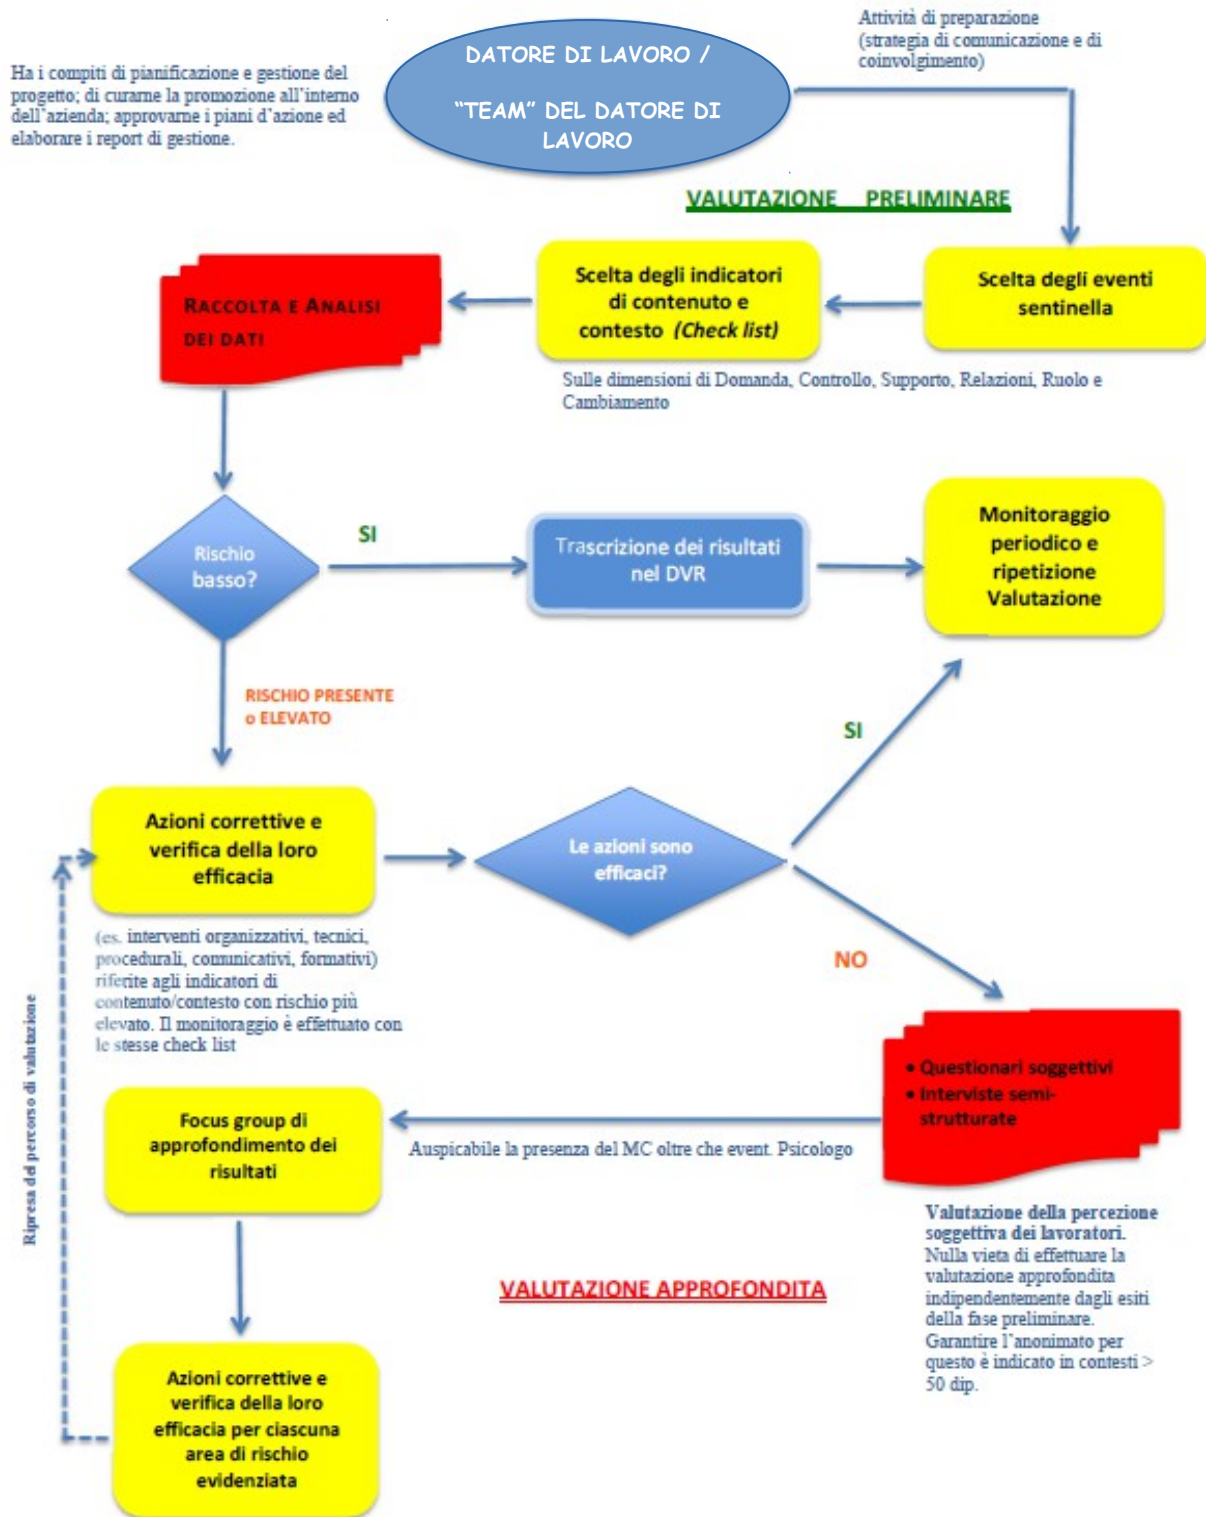 Attività di preparazione
(strategia di comunicazione e di
coinvolgimento)
DATORE DI LAVORO /
"TEAM" DEL DATORE DI
LAVORO
Ha i compiti di pianificazione e gestione del
progetto; di curarne la promozione all'interno
dell'azienda; approvarne i piani d'azione ed
elaborare i report di gestione.
VALUTAZIONE PRELIMINARE
RACCOLTA E ANALISI
DEI DATI
Scelta degli indicatori
di contenuto e
contesto (Check list)
Scelta degli eventi
sentinella
Sulle dimensioni di Domanda, Controllo, Supporto, Relazioni, Ruolo e
Cambiamento
Rischio
basso?
SI
Trascrizione dei risultati
nel DVR
Monitoraggio
periodico e
ripetizione
Valutazione
RISCHIO PRESENTE
o ELEVATO
SI
Azioni correttive e
verifica della loro
efficacia
Le azioni sono
efficaci?
NO
(es. interventi organizzativi, tecnici,
procedurali, comunicativi, formativi)
riferite agli indicatori di
contenuto/contesto con rischio più
elevato. Il monitoraggio è effettuato con
le stesse check list
Ripresa del percorso di valutazione
• Questionari soggettivi
• Interviste semi-
strutturate
Focus group di
approfondimento dei
risultati
Auspicabile la presenza del MC oltre che event. Psicologo
Valutazione della percezione
soggettiva dei lavoratori.
Nulla vieta di effettuare la
valutazione approfondita
indipendentemente dagli esiti
della fase preliminare.
Garantire l'anonimato per
questo è indicato in contesti >
50 dip.
VALUTAZIONE APPROFONDITA
Azioni correttive e
verifica della loro
efficacia per ciascuna
area di rischio
evidenziata